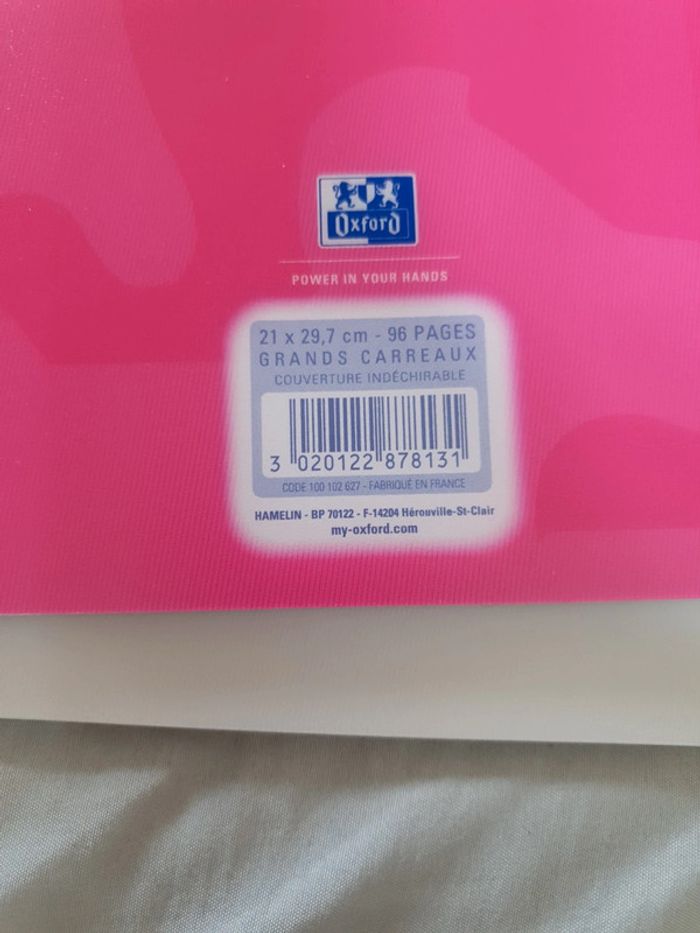 Oxford
POWER IN YOUR HANDS
21 x 29,7 cm - 96 PAGES
GRANDS CARREAUX
COUVERTURE INDÉCHIRABLE
3 020122 878131
CODE 100 102 627 - FABRIQUÉ EN FRANCE
HAMELIN - BP 70122 - F-14204 Hérouville-St-Clair
my-oxford.com